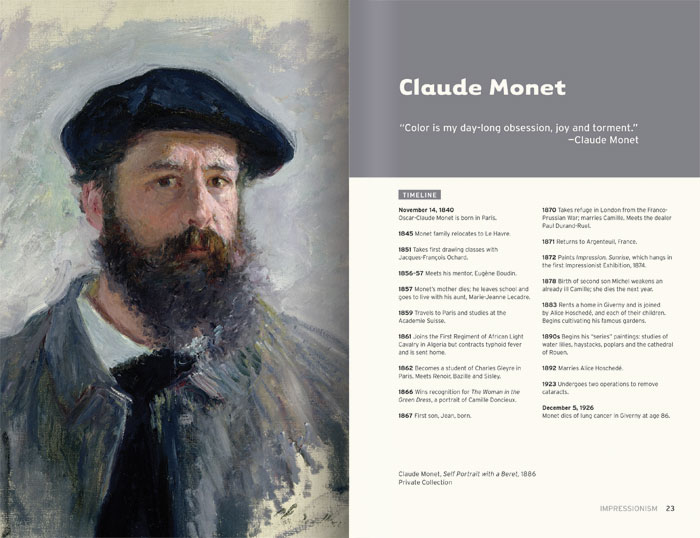 Claude Monet
“Color is my day-long obsession, joy and torment.”
—Claude Monet
TIMELINE
November 14, 1840
Oscar-Claude Monet is born in Paris.
1845 Monet family relocates to Le Havre.
1851 Takes first drawing classes with
Jacques-François Ochard.
1856-57 Meets his mentor, Eugène Boudin.
1857 Monet's mother dies; he leaves school and
goes to live with his aunt, Marie-Jeanne Lecadre.
1859 Travels to Paris and studies at the
Academie Suisse.
1861 Joins the First Regiment of African Light
Cavalry in Algeria but contracts typhoid fever
and is sent home.
1862 Becomes a student of Charles Gleyre in
Paris. Meets Renoir, Bazille and Sisley.
1866 Wins recognition for The Woman in the
Green Dress, a portrait of Camille Doncieux.
1867 First son, Jean, born.
1870 Takes refuge in London from the Franco-
Prussian War; marries Camille. Meets the dealer
Paul Durand-Ruel.
1871 Returns to Argenteuil, France.
1872 Paints Impression, Sunrise, which hangs in
the first Impressionist Exhibition, 1874.
1878 Birth of second son Michel weakens an
already ill Camille; she dies the next year.
1883 Rents a home in Giverny and is joined
by Alice Hoschedé, and each of their children.
Begins cultivating his famous gardens.
1890s Begins his “series” paintings: studies of
water lilies, haystacks, poplars and the cathedral
of Rouen.
1892 Marries Alice Hoschedé.
1923 Undergoes two operations to remove
cataracts.
December 5, 1926
Monet dies of lung cancer in Giverny at age 86.
Claude Monet, Self Portrait with a Beret, 1886
Private Collection
IMPRESSIONISM 23